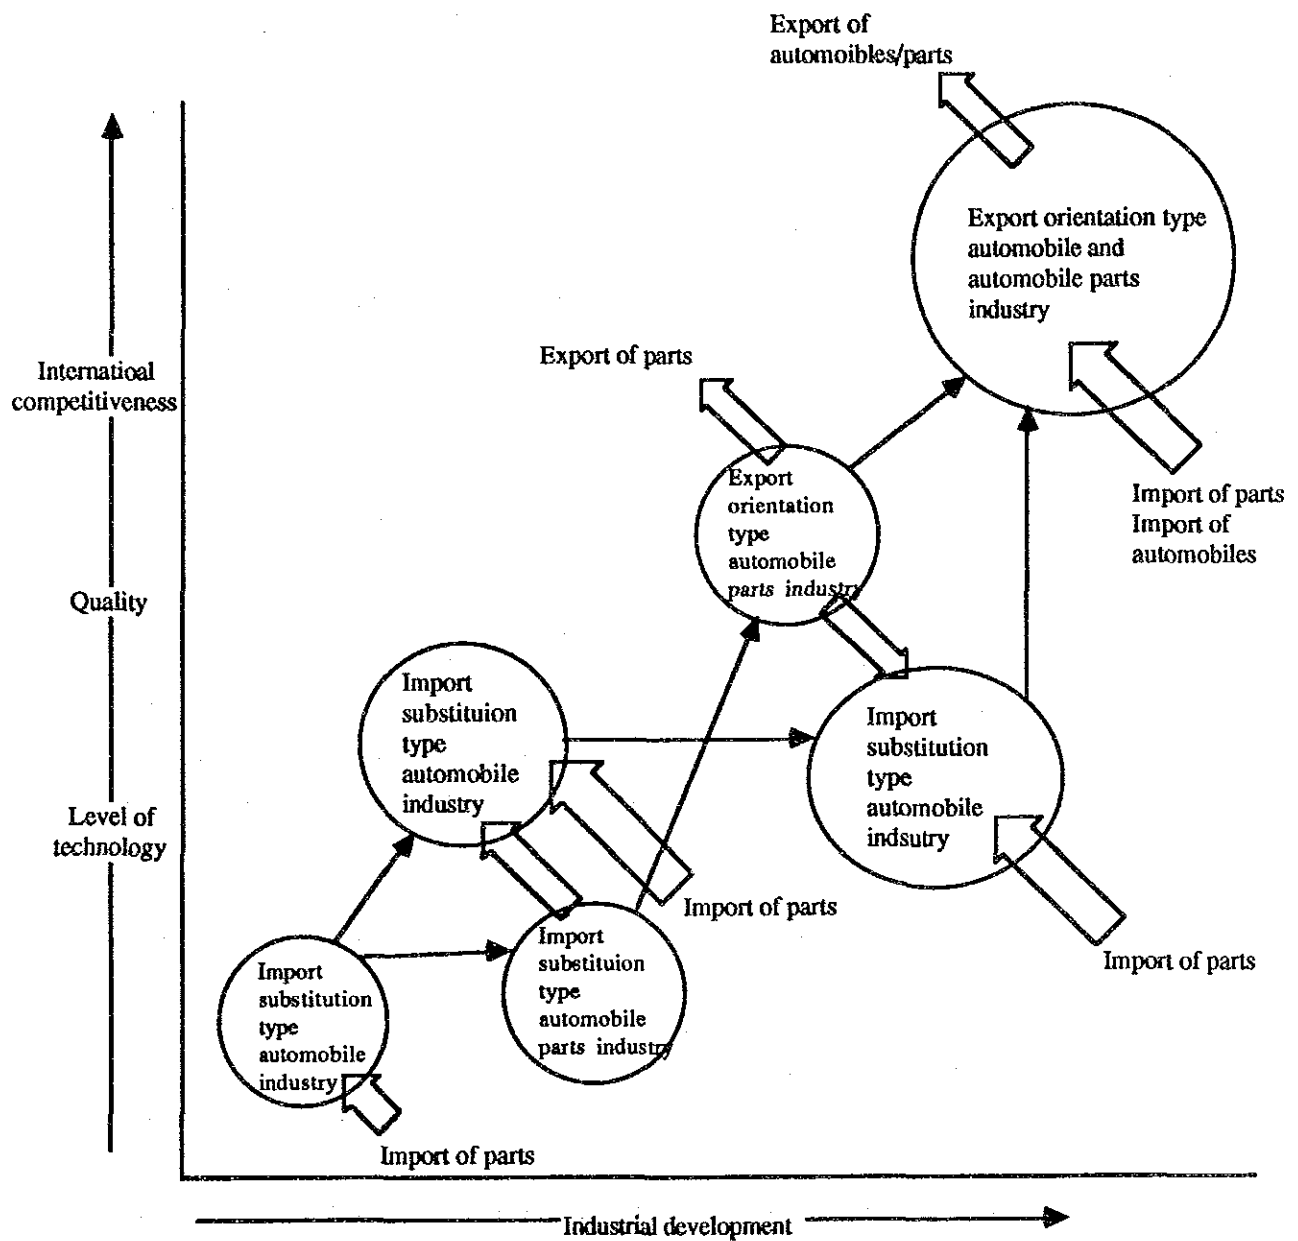 Export of
automoibles/parts
Export orientation type
automobile and
automobile parts
industry
Internatioal
competitiveness
Export of parts
Export
orientation
type
automobile
parts industry
Import of parts
Import of
automobiles
Quality
Import
substituion
type
automobile
industry
Import
substitution
type
automobile
indsutry
Level of
technology
Import of parts
Import of parts
Import
substituion
type
automobile
parts industry
Import
substitution
type
automobile
industry
Import of parts
Industrial development